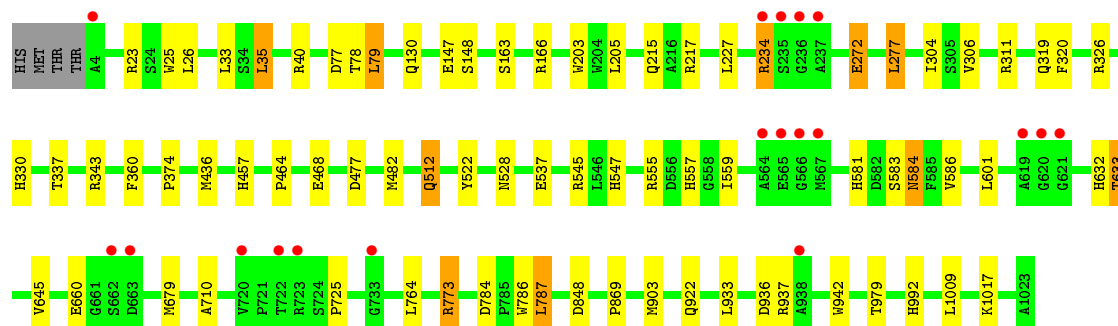 HIS MET THR THR A4 R23 S24 W25 L26 L33 S34 L35 R40 D77 T78 L79 Q130 E147 S148 S163 R166 W203 W204 L205 Q215 A216 R217 L227 R234 S235 G236 A237 E272 L277 I304 S305 V306 R311 Q319 F320 R326
H330 T337 R343 F360 P374 M436 H457 P464 E468 D477 M482 Q512 Y522 N528 E537 R545 L546 H547 R555 D556 H557 G558 I559 A564 E565 G566 M567 H581 D582 S583 N584 F585 V586 L601 A619 G620 G621 H632 T633
V645 E660 G661 S662 D663 M679 A710 V720 P721 T722 R723 S724 P725 G733 L764 R773 D784 P785 W786 L787 D848 P869 M903 Q922 L933 D936 R937 A938 W942 T979 H992 L1009 K1017 A1023